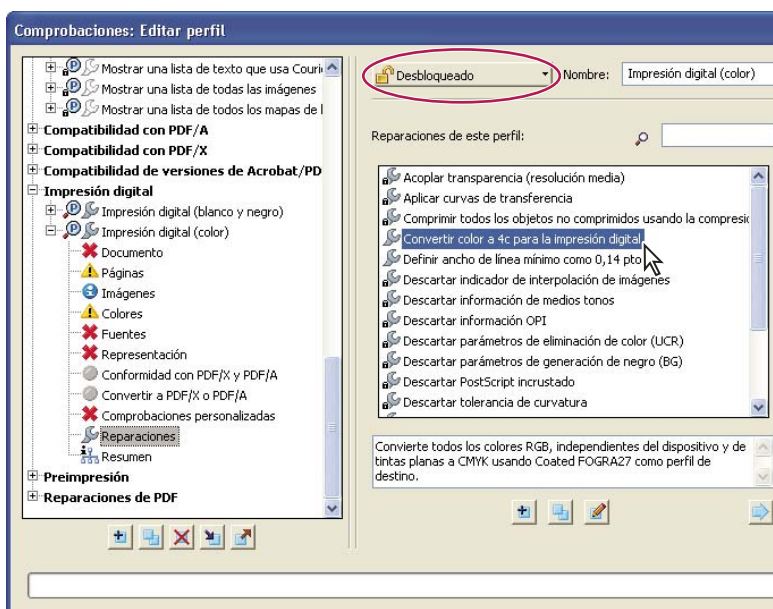 Comprobaciones: Editar perfil
Mostrar una lista de texto que usa Couri
Mostrar una lista de todas las imágenes
Mostrar una lista de todos los mapas de l
Compatibilidad con PDF/A
Compatibilidad con PDF/X
Compatibilidad de versiones de Acrobat/PD
Impresión digital
Impresión digital (blanco y negro)
Impresión digital (color)
Documento
Páginas
Imágenes
Colores
Fuentes
Representación
Conformidad con PDF/X y PDF/A
Convertir a PDF/X o PDF/A
Comprobaciones personalizadas
Reparaciones
Resumen
Preimpresión
Reparaciones de PDF
Desbloqueado
Nombre: Impresión digital (color)
Reparaciones de este perfil:
Acoplar transparencia (resolución media)
Aplicar curvas de transferencia
Comprimir todos los objetos no comprimidos usando la compresió
Convertir color a 4c para la impresión digital
Definir ancho de línea mínimo como 0,14 pto
Descartar indicador de interpolación de imágenes
Descartar información de medios tonos
Descartar información OPI
Descartar parámetros de eliminación de color (UCR)
Descartar parámetros de generación de negro (BG)
Descartar PostScript incrustado
Descartar tolerancia de curvatura
Convierte todos los colores RGB, independientes del dispositivo y de
tintas planas a CMYK usando Coated FOGRA27 como perfil de
destino.